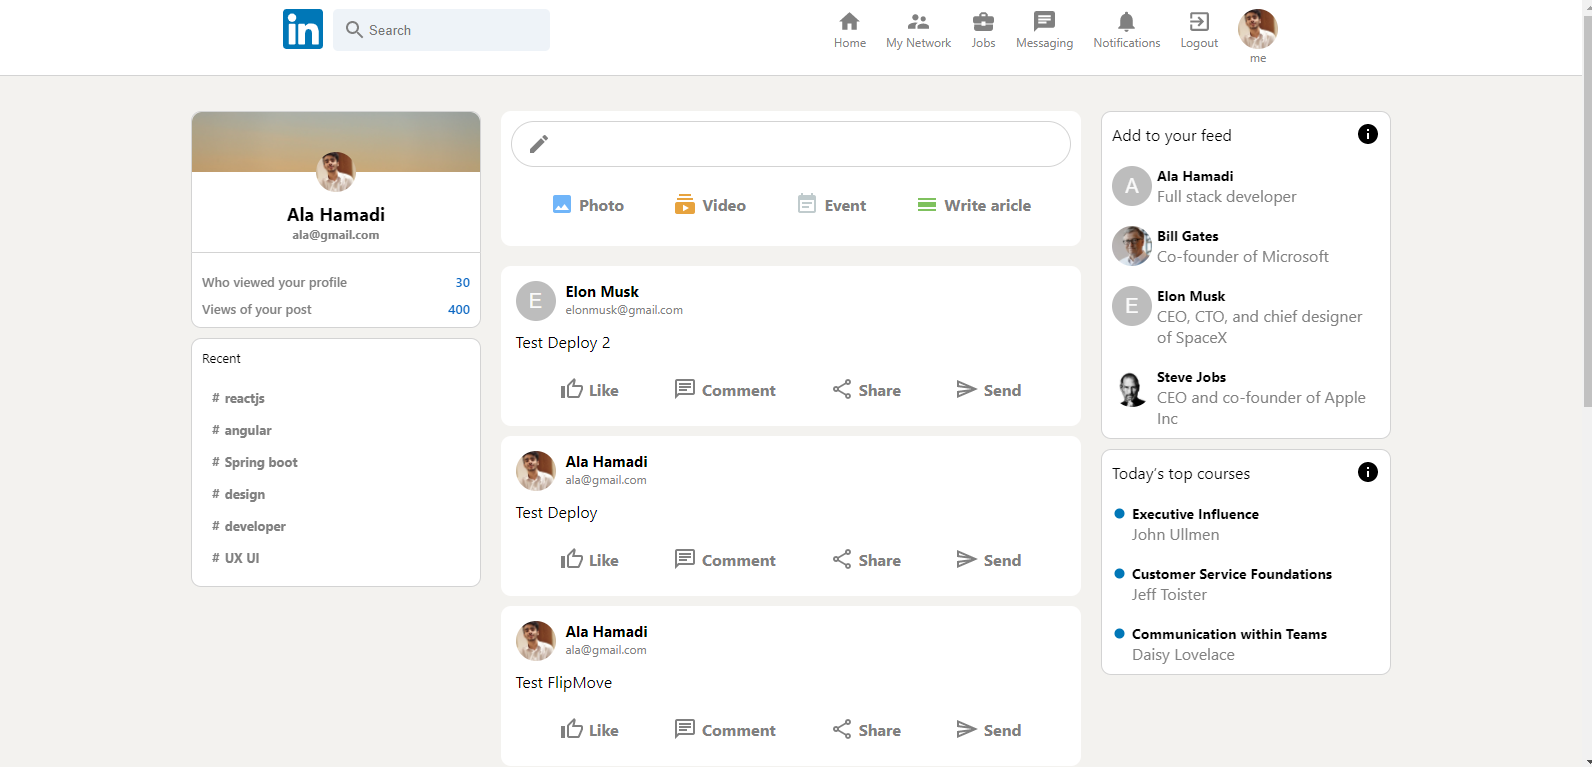 in
Search
Home
My Network
Jobs
Messaging
Notifications
Logout
me
Ala Hamadi
ala@gmail.com
Who viewed your profile 30
Views of your post 400
Recent
# reactjs
# angular
# Spring boot
# design
# developer
# UX UI
Photo
Video
Event
Write aricle
E
Elon Musk
elonmusk@gmail.com
Test Deploy 2
Like
Comment
Share
Send
Ala Hamadi
ala@gmail.com
Test Deploy
Like
Comment
Share
Send
Ala Hamadi
ala@gmail.com
Test FlipMove
Like
Comment
Share
Send
Add to your feed
A
Ala Hamadi
Full stack developer
Bill Gates
Co-founder of Microsoft
E
Elon Musk
CEO, CTO, and chief designer
of SpaceX
Steve Jobs
CEO and co-founder of Apple
Inc
Today's top courses
Executive Influence
John Ullmen
Customer Service Foundations
Jeff Toister
Communication within Teams
Daisy Lovelace